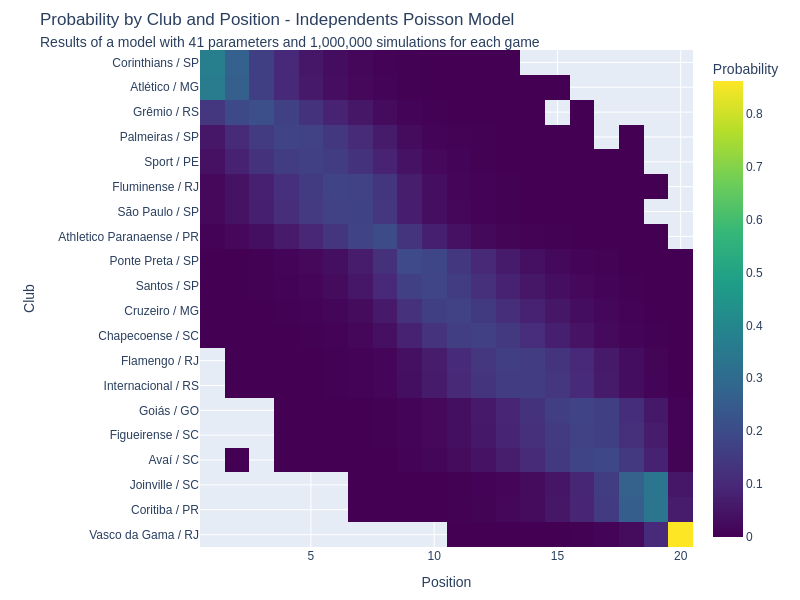 Probability by Club and Position - Independents Poisson Model
Results of a model with 41 parameters and 1,000,000 simulations for each game
Probability
Corinthians / SP
Atlético / MG
Grêmio / RS
Palmeiras / SP
Sport / PE
Fluminense / RJ
São Paulo / SP
Athletico Paranaense / PR
Ponte Preta / SP
Santos / SP
Cruzeiro / MG
Chapecoense / SC
Flamengo / RJ
Internacional / RS
Goiás / GO
Figueirense / SC
Avaí / SC
Joinville / SC
Coritiba / PR
Vasco da Gama / RJ
Club
5
10
15
20
Position
0.8
0.7
0.6
0.5
0.4
0.3
0.2
0.1
0